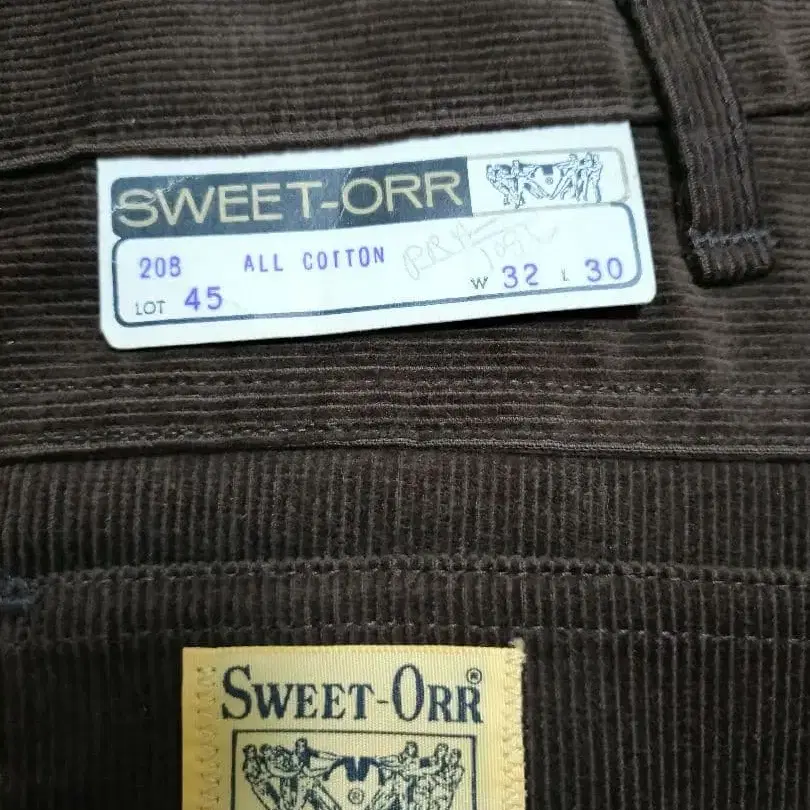 SWEET-ORR
®
208 ALL COTTON
LOT 45 W 32 L 30
SWEET-ORR®
®